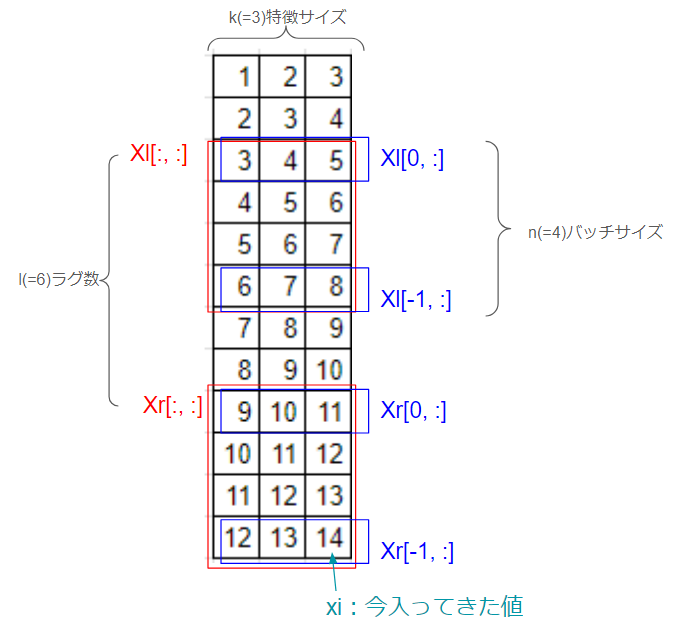 k(=3)特徴サイズ
1 2 3
2 3 4
Xl[:, :] 3 4 5 Xl[0, :]
4 5 6
5 6 7 n(=4)バッチサイズ
l(=6)ラグ数 6 7 8 Xl[-1, :]
7 8 9
8 9 10
Xr[:, :] 9 10 11 Xr[0, :]
10 11 12
11 12 13
12 13 14 Xr[-1, :]
xi：今入ってきた値